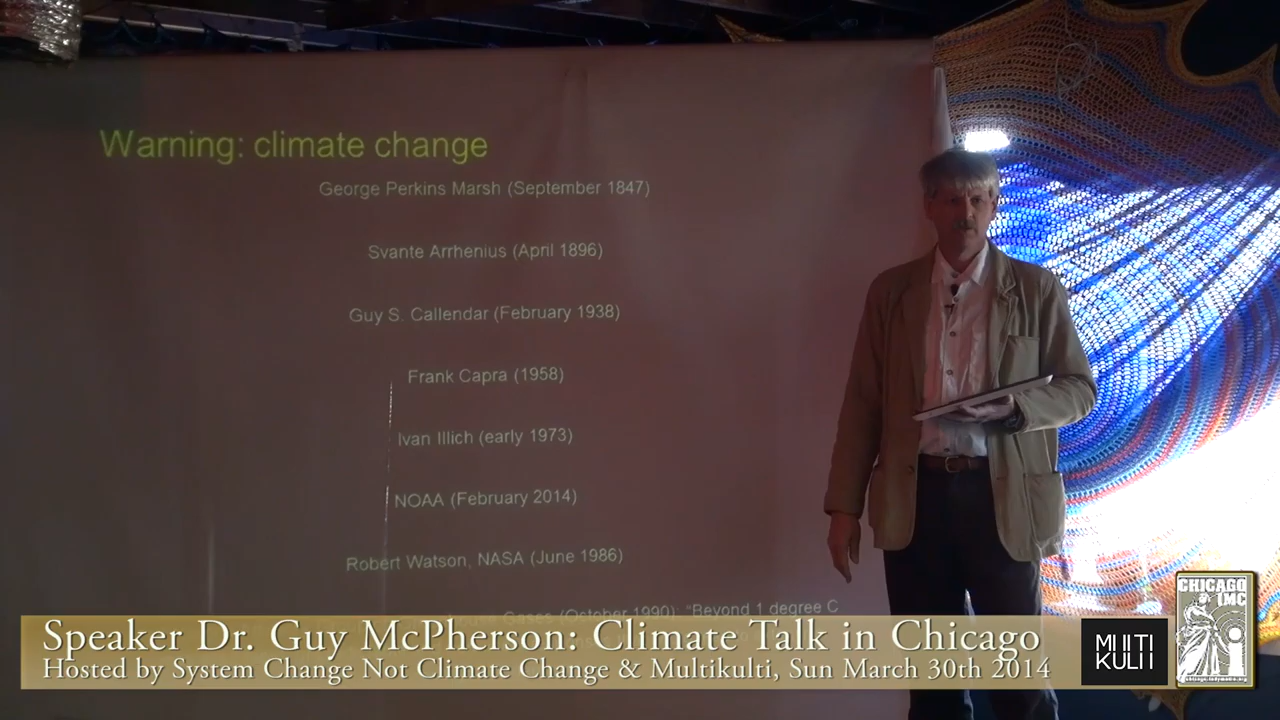 Warning: climate change
George Perkins Marsh (September 1847)
Svante Arrhenius (April 1896)
Guy S. Callendar (February 1938)
Frank Capra (1958)
Ivan Illich (early 1973)
NOAA (February 2014)
Robert Watson, NASA (June 1986)
Gases (October 1990): "Beyond 1 degree C
Speaker Dr. Guy McPherson: Climate Talk in Chicago
Hosted by System Change Not Climate Change & Multikulti, Sun March 30th 2014
MUlTI
KULTI
CHICAGO
IMC